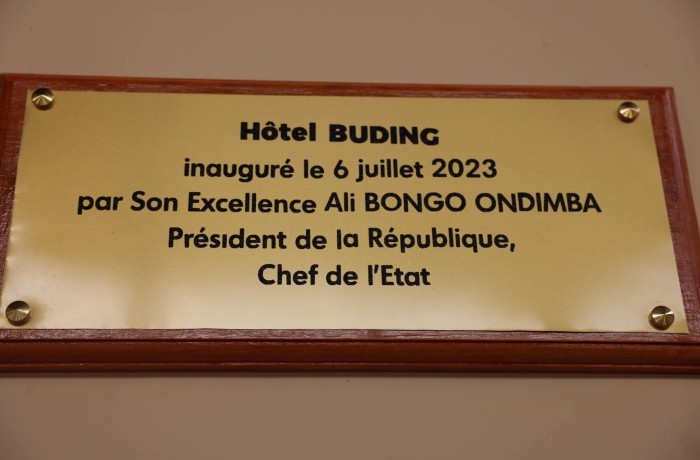 Hôtel BUDING
inauguré le 6 juillet 2023
par Son Excellence Ali BONGO ONDIMBA
Président de la République,
Chef de l'Etat